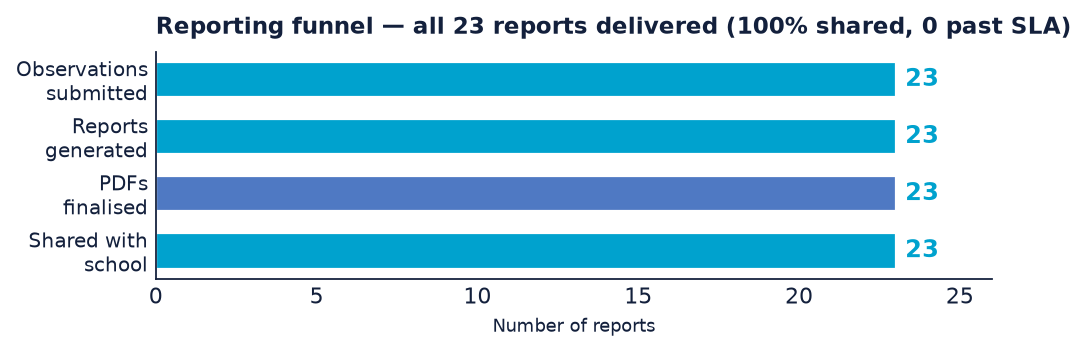 Reporting funnel — all 23 reports delivered (100% shared, 0 past SLA)
Observations
submitted
23
Reports
generated
23
PDFs
finalised
23
Shared with
school
23
0 5 10 15 20 25
Number of reports